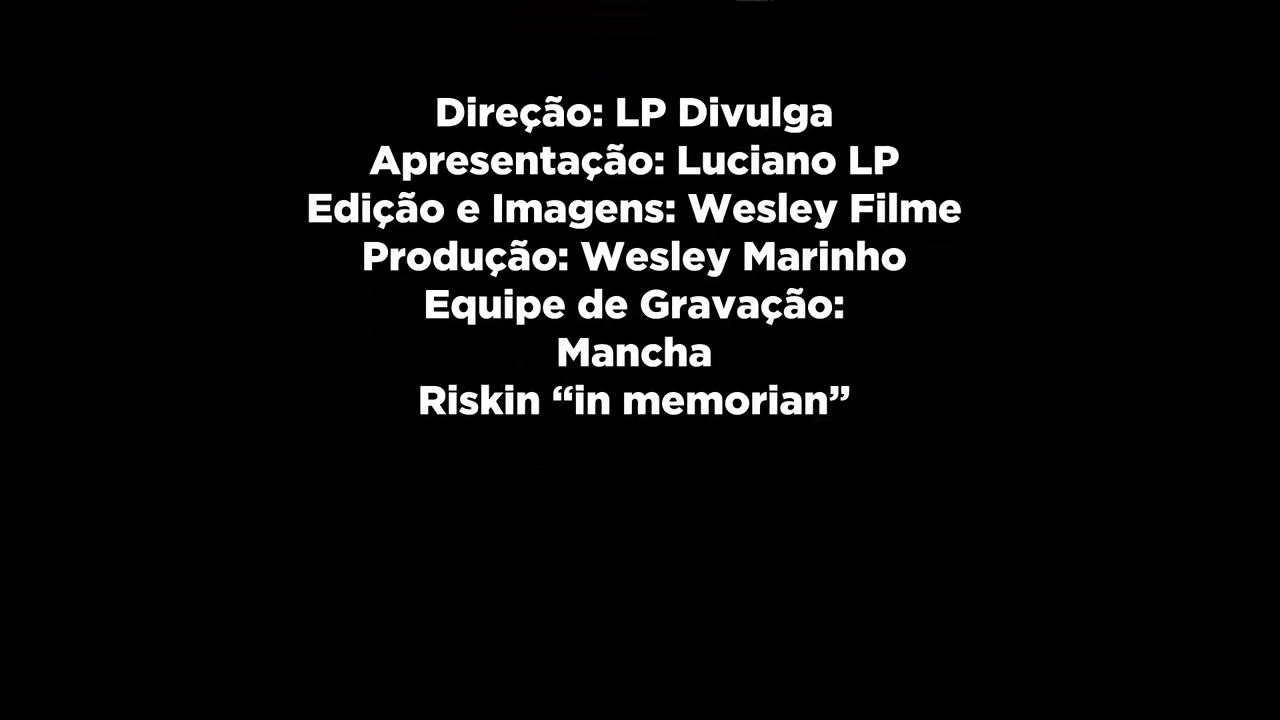 Direção: LP Divulga
Apresentação: Luciano LP
Edição e Imagens: Wesley Filme
Produção: Wesley Marinho
Equipe de Gravação:
Mancha
Riskin “in memorian”